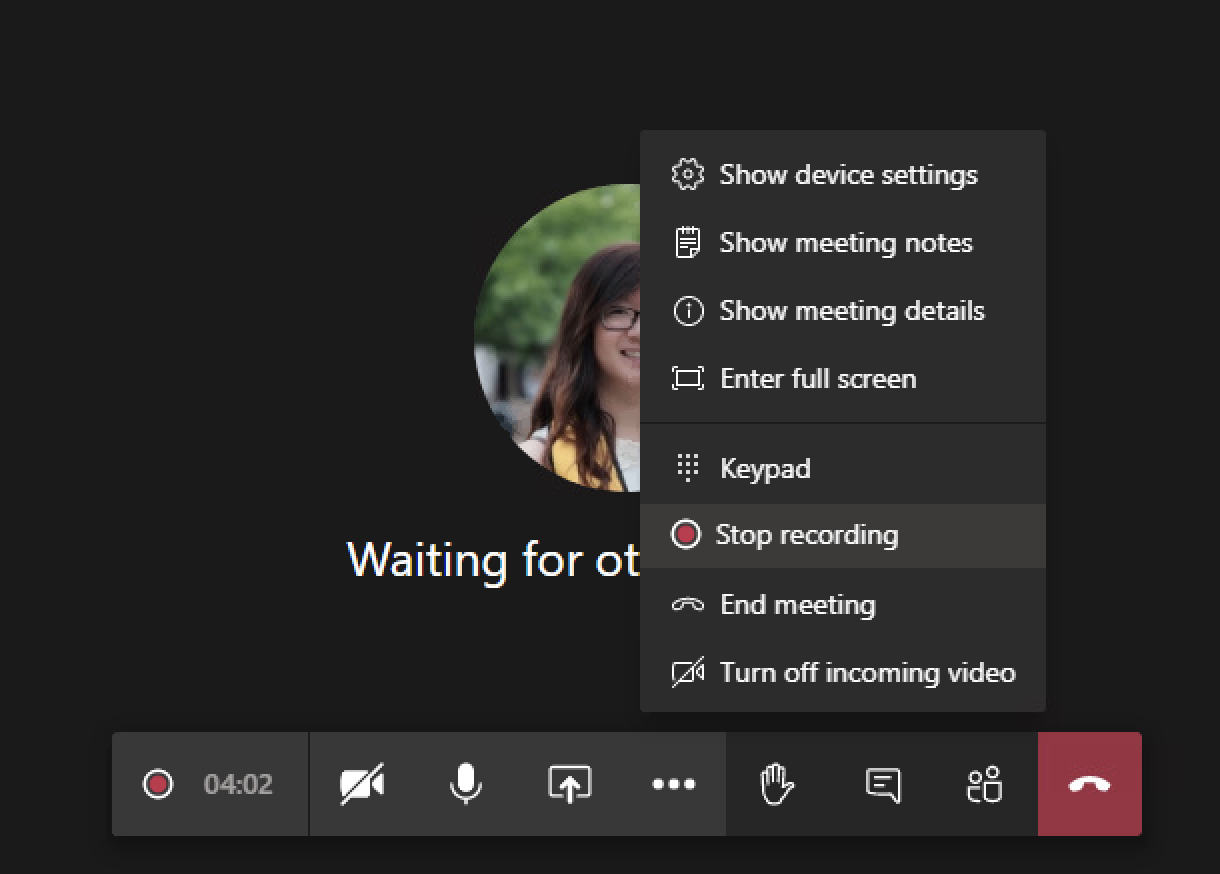 Show device settings
Show meeting notes
Show meeting details
Enter full screen
Keypad
Stop recording
Waiting for ot
End meeting
Turn off incoming video
04:02